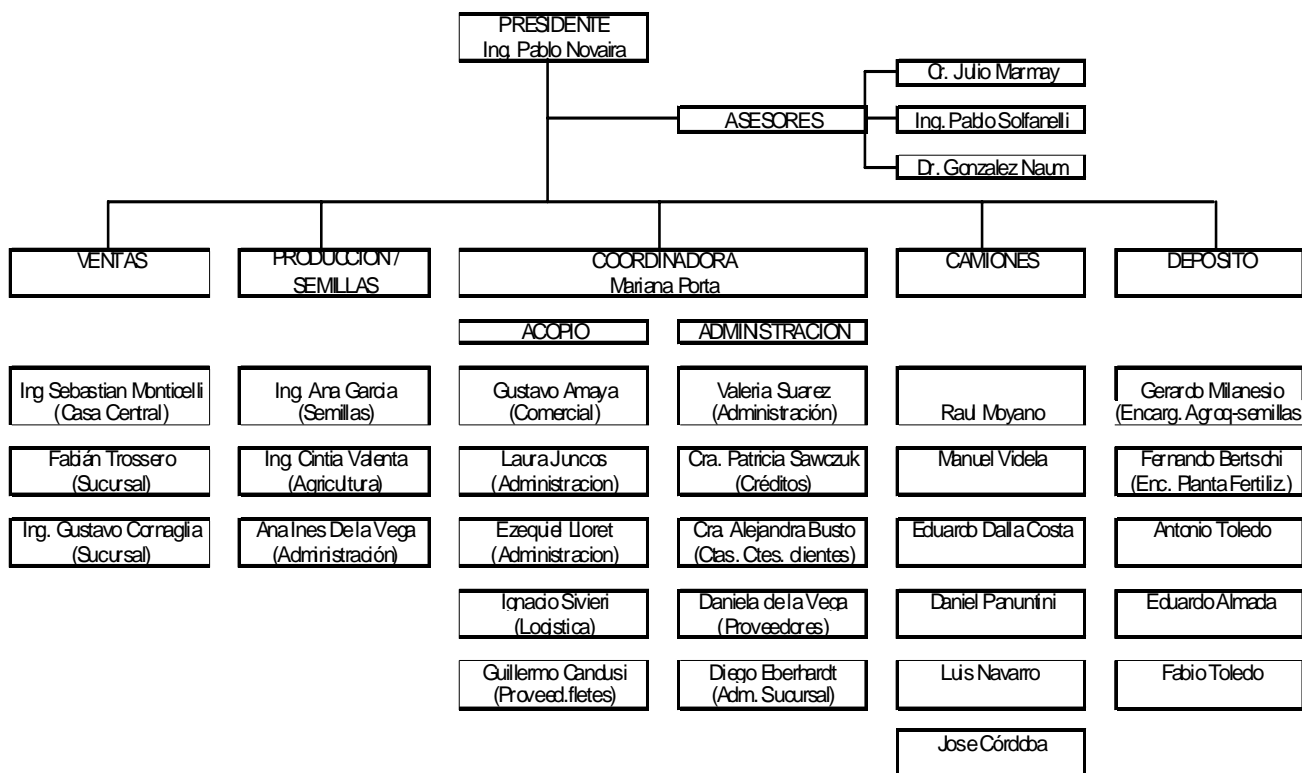 PRESIDENTE
Ing. Pablo Novaira
Cr. Julio Marmay
ASESORES
Ing. Pablo Solfanelli
Dr. Gonzalez Naum
VENTAS
PRODUCCION /
SEMILLAS
COORDINADORA
Mariana Porta
CAMIONES
DEPOSITO
ACOPIO
ADMINISTRACION
Ing Sebastian Monticelli
(Casa Central)
Ing. Ana Garcia
(Semillas)
Gustavo Amaya
(Comercial)
Valeria Suarez
(Administración)
Raul Moyano
Gerardo Milanesio
(Encarg. Agroq-semillas
Fabián Trossero
(Sucursal)
Ing. Cintia Valenta
(Agricultura)
Laura Juncos
(Administracion)
Cra. Patricia Sawczuk
(Créditos)
Manuel Videla
Fernando Bertschi
(Enc. Planta Fertiliz.)
Ing. Gustavo Cornaglia
(Sucursal)
Ana Ines De la Vega
(Administración)
Ezequiel Lloret
(Administracion)
Cra. Alejandra Busto
(Ctas. Ctes. clientes)
Eduardo Dalla Costa
Antonio Toledo
Ignacio Sivieri
(Logistica)
Daniela de la Vega
(Proveedores)
Daniel Panuntini
Eduardo Almada
Guillermo Candusi
(Proveed.fletes)
Diego Eberhardt
(Adm. Sucursal)
Luis Navarro
Fabio Toledo
Jose Córdoba